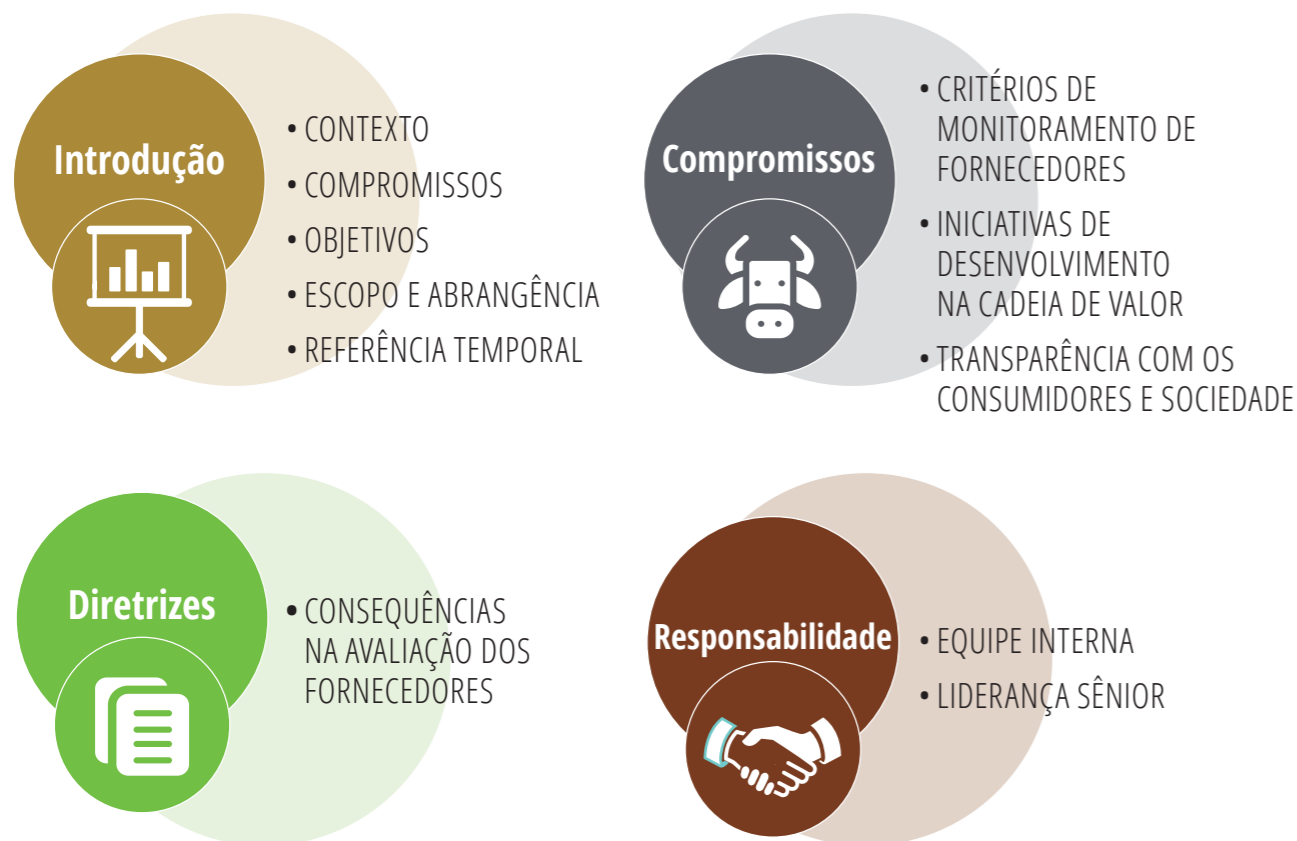 Introdução
• CONTEXTO
• COMPROMISSOS
• OBJETIVOS
• ESCOPO E ABRANGÊNCIA
• REFERÊNCIA TEMPORAL
Compromissos
• CRITÉRIOS DE
MONITORAMENTO DE
FORNECEDORES
• INICIATIVAS DE
DESENVOLVIMENTO
NA CADEIA DE VALOR
• TRANSPARÊNCIA COM OS
CONSUMIDORES E SOCIEDADE
Diretrizes
• CONSEQUÊNCIAS
NA AVALIAÇÃO DOS
FORNECEDORES
Responsabilidade
• EQUIPE INTERNA
• LIDERANÇA SÊNIOR